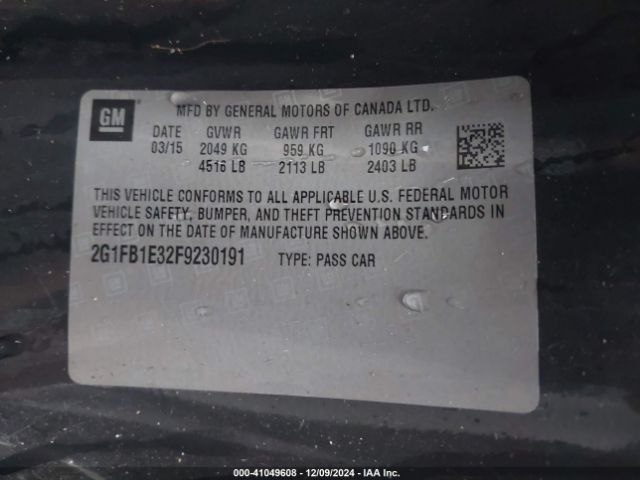 GM
MFD BY GENERAL MOTORS OF CANADA LTD.
DATE GVWR GAWR FRT GAWR RR
03/15 2049 KG 959 KG 1090 KG
4516 LB 2113 LB 2403 LB
THIS VEHICLE CONFORMS TO ALL APPLICABLE U.S. FEDERAL MOTOR
VEHICLE SAFETY, BUMPER, AND THEFT PREVENTION STANDARDS IN
EFFECT ON THE DATE OF MANUFACTURE SHOWN ABOVE.
2G1FB1E32F9230191 TYPE: PASS CAR
000-41049608 - 12/09/2024 - IAA Inc.